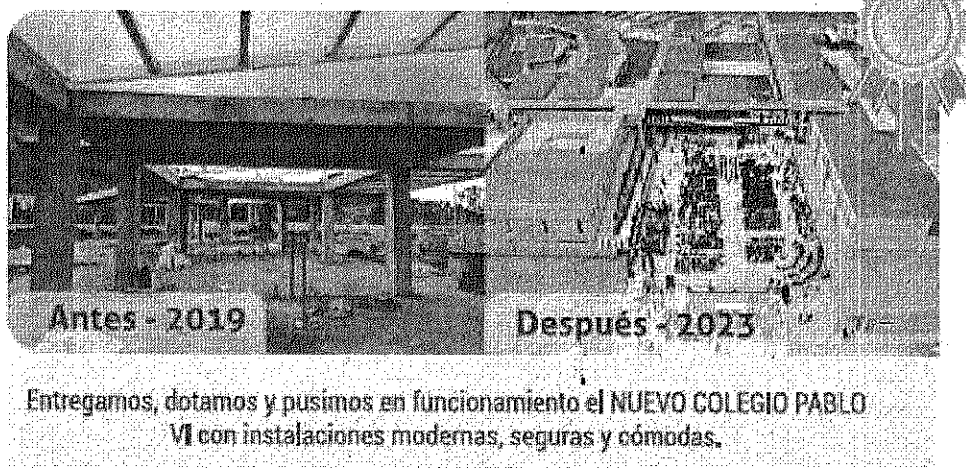 Antes - 2019
Después - 2023
Entregamos, dotamos y pusimos en funcionamiento el NUEVO COLEGIO PABLO
VI con instalaciones modernas, seguras y cómodas.